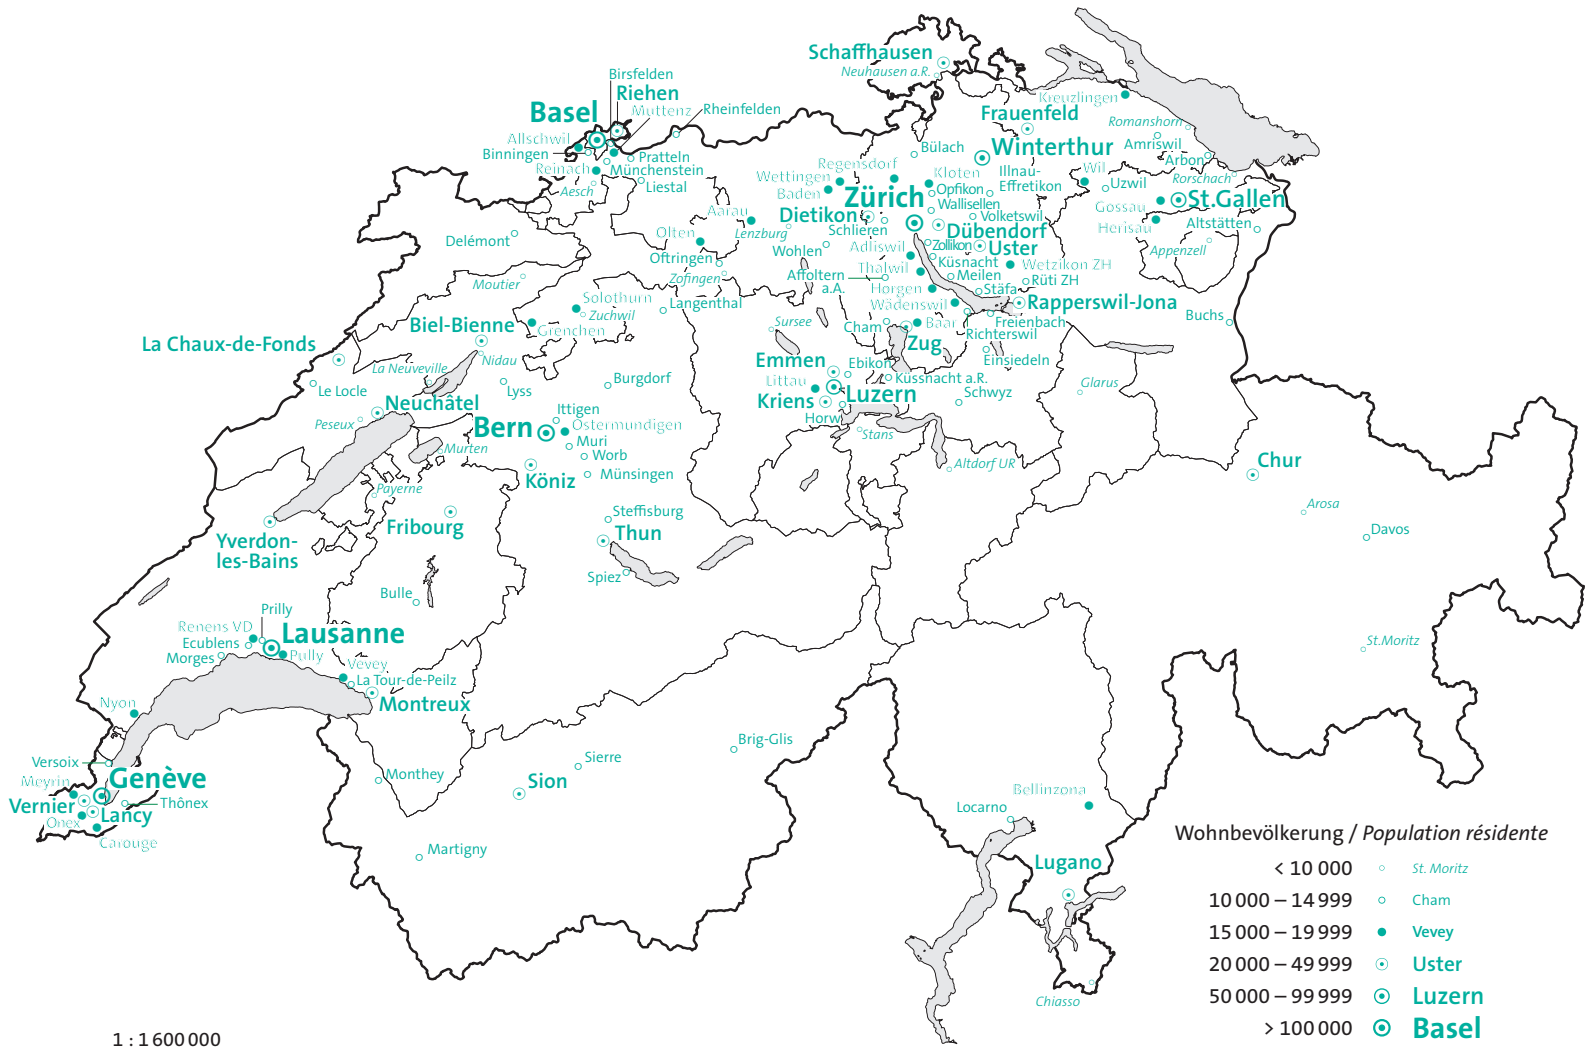 Schaffhausen
Neuhausen a.R.
Birsfelden
Riehen
Basel
Muttenz
Rheinfelden
Kreuzlingen
Frauenfeld
Romanshorn
Allschwil
Binningen
Pratteln
Reinach
Münchenstein
Aesch
Liestal
Bülach
Winterthur
Amriswil
Arbon
Rorschach
Regensdorf
Wettingen
Baden
Kloten
Illnau-
Effretikon
Wil
Uzwil
Zürich
Opfikon
Wallisellen
Volketswil
Gossau
St.Gallen
Herisau
Altstätten
Appenzell
Aarau
Lenzburg
Dietikon
Schlieren
Dübendorf
Olten
Wohlen
Adliswil
Zollikon
Uster
Delémont
Oftringen
Zofingen
Thalwil
Küsnacht
Wetzikon ZH
Affoltern
a.A.
Meilen
Rüti ZH
Moutier
Horgen
Stäfa
Solothurn
Langenthal
Wädenswil
Rapperswil-Jona
Zuchwil
Biel-Bienne
Grenchen
Sursee
Cham
Baar
Freienbach
Richterswil
Buchs
La Chaux-de-Fonds
Zug
Einsiedeln
Nidau
La Neuveville
Emmen
Ebikon
Le Locle
Lyss
Burgdorf
Littau
Küssnacht a.R.
Glarus
Neuchâtel
Kriens
Luzern
Schwyz
Peseux
Ittigen
Bern
Ostermundigen
Horw
Stans
Muri
Murten
Worb
Altdorf UR
Chur
Köniz
Münsingen
Payerne
Arosa
Steffisburg
Fribourg
Davos
Thun
Yverdon-
les-Bains
Spiez
Bulle
Prilly
Renens VD
Lausanne
Ecublens
Morges
Pully
St.Moritz
Vevey
La Tour-de-Peilz
Nyon
Montreux
Brig-Glis
Versoix
Sierre
Monthey
Meyrin
Genève
Sion
Bellinzona
Vernier
Thônex
Locarno
Onex
Lancy
Carouge
Martigny
Lugano
Chiasso
Wohnbevölkerung / Population résidente
< 10 000 St. Moritz
10 000 – 14 999 Cham
15 000 – 19 999 Vevey
20 000 – 49 999 Uster
50 000 – 99 999 Luzern
> 100 000 Basel
1 : 1 600 000